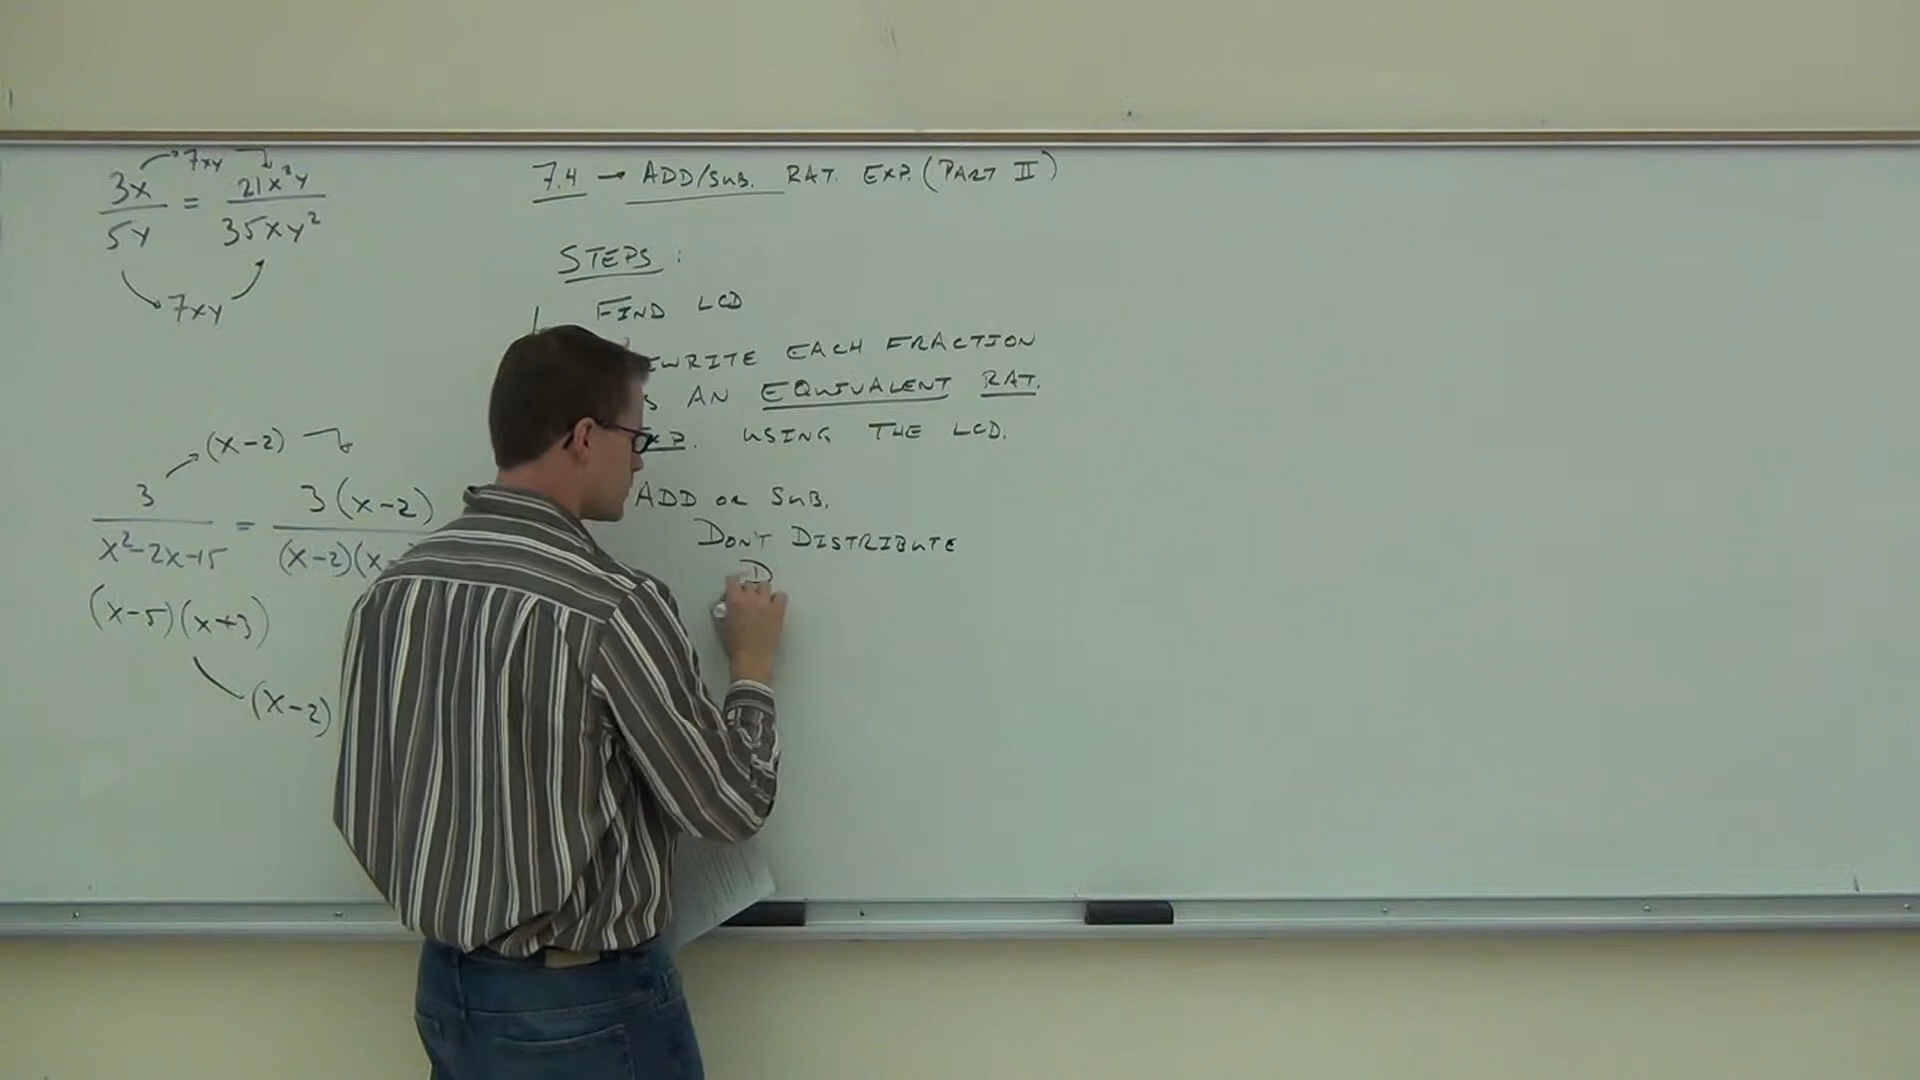 7xy
3x/5y = 21x²y/35xy²
7xy
(x-2)
3/(x²-2x-15) = 3(x-2)/(x-2)(x
(x-5)(x+3)
(x-2)
7.4 → ADD/SUB. RAT. EXP. (PART II)
STEPS:
FIND LCD
EWRITE EACH FRACTION
S AN EQUIVALENT RAT.
XP. USING THE LCD.
ADD OR SUB.
DON'T DISTRIBUTE
D